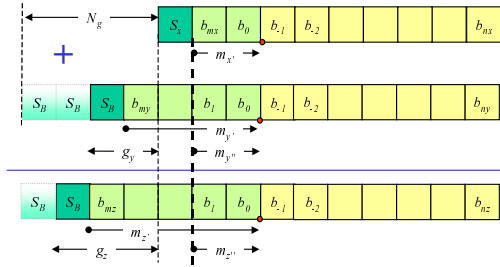 N_g S_x b_mx b_0 b_-1 b_-2 b_nx
m_x'
+
S_B S_B S_B b_my b_1 b_0 b_-1 b_-2 b_ny
m_y'
g_y m_y''
S_B S_B b_mz b_1 b_0 b_-1 b_-2 b_nz
m_z'
g_z m_z''